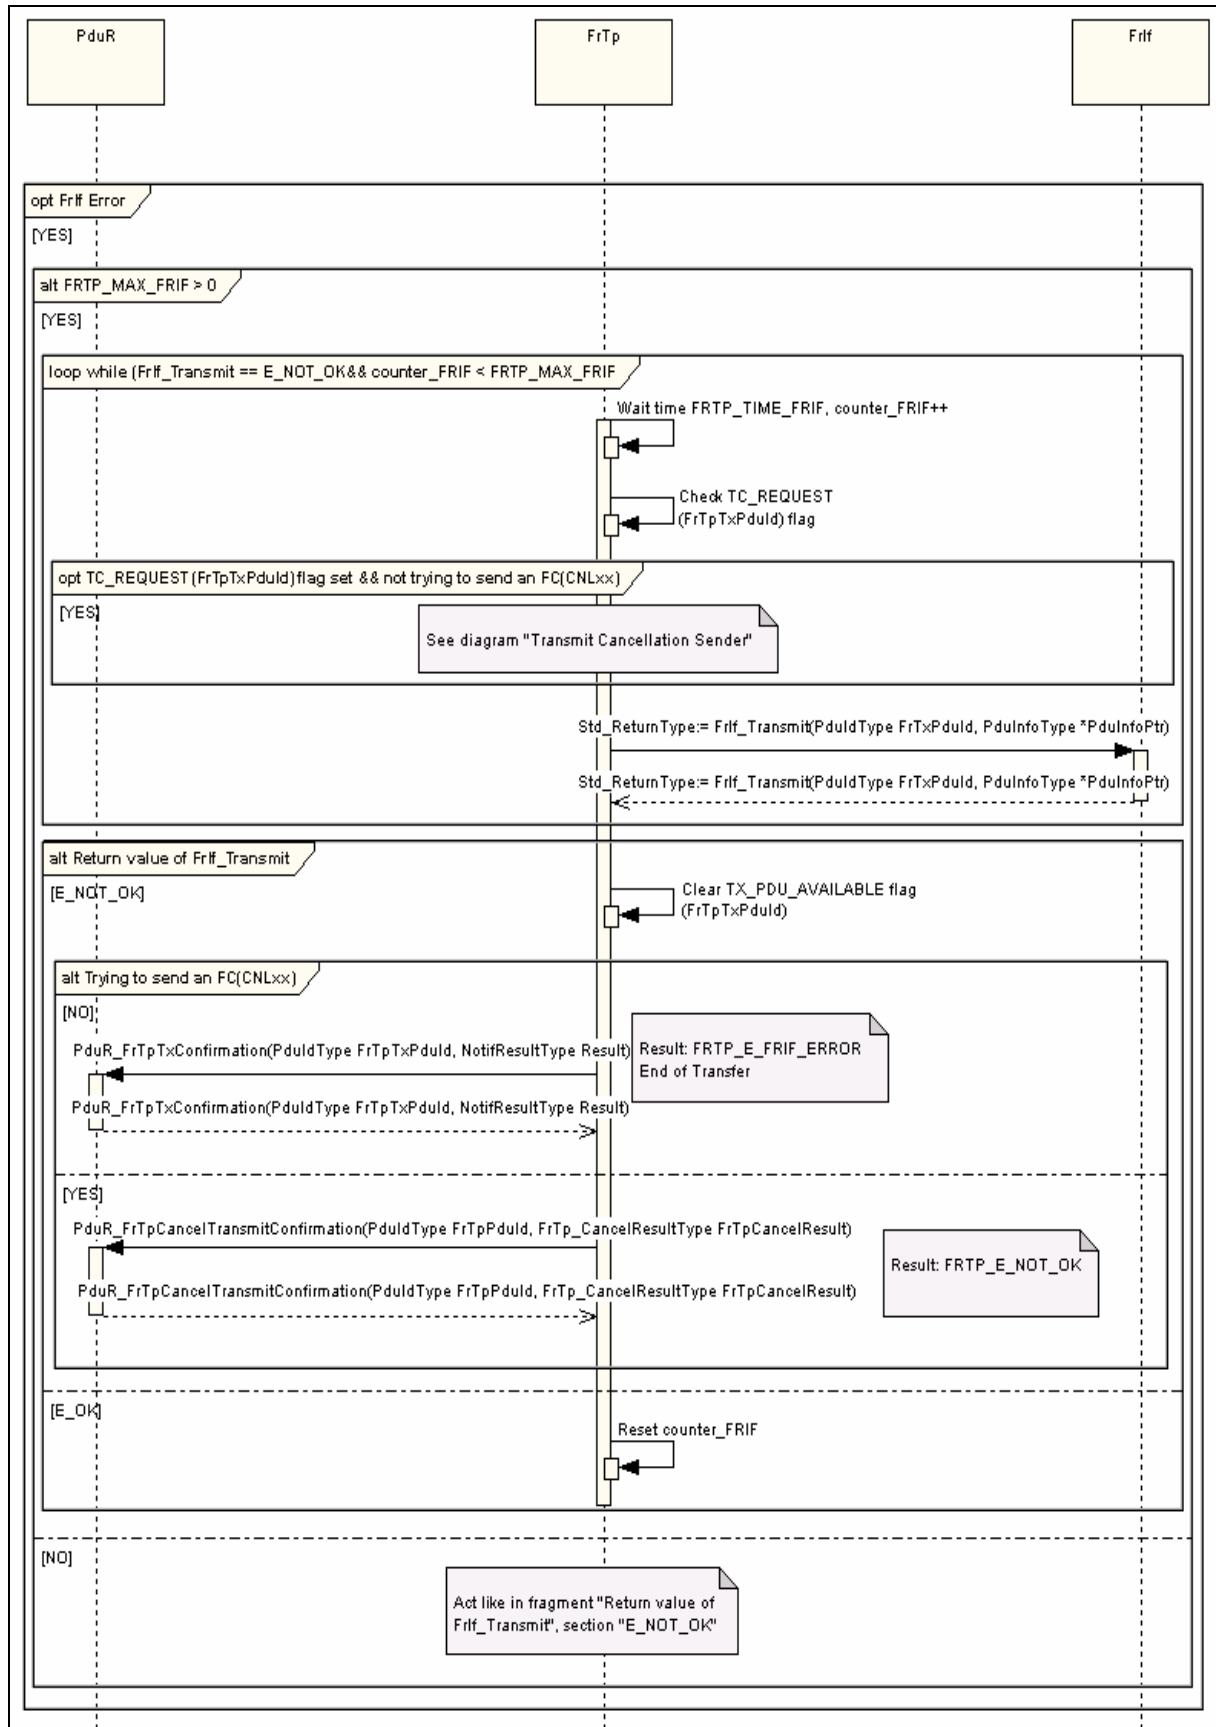 PduR
FrTp
FrIf
opt FrIf Error
[YES]
alt FRTP_MAX_FRIF > 0
[YES]
loop while (FrIf_Transmit == E_NOT_OK&& counter_FRIF < FRTP_MAX_FRIF
Wait time FRTP_TIME_FRIF, counter_FRIF++
Check TC_REQUEST
(FrTpTxPduId) flag
opt TC_REQUEST (FrTpTxPduId)flag set && not trying to send an FC(CNLxx)
[YES]
See diagram "Transmit Cancellation Sender"
Std_ReturnType:= FrIf_Transmit(PduIdType FrTxPduId, PduInfoType *PduInfoPtr)
Std_ReturnType:= FrIf_Transmit(PduIdType FrTxPduId, PduInfoType *PduInfoPtr)
alt Return value of FrIf_Transmit
[E_NOT_OK]
Clear TX_PDU_AVAILABLE flag
(FrTpTxPduId)
alt Trying to send an FC(CNLxx)
[NO]
PduR_FrTpTxConfirmation(PduIdType FrTpTxPduId, NotifResultType Result)
Result: FRTP_E_FRIF_ERROR
End of Transfer
PduR_FrTpTxConfirmation(PduIdType FrTpTxPduId, NotifResultType Result)
[YES]
PduR_FrTpCancelTransmitConfirmation(PduIdType FrTpPduId, FrTp_CancelResultType FrTpCancelResult)
Result: FRTP_E_NOT_OK
PduR_FrTpCancelTransmitConfirmation(PduIdType FrTpPduId, FrTp_CancelResultType FrTpCancelResult)
[E_OK]
Reset counter_FRIF
[NO]
Act like in fragment "Return value of
FrIf_Transmit", section "E_NOT_OK"